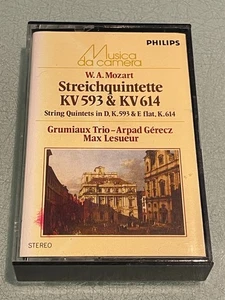 Musica
da camera
PHILIPS
W. A. Mozart
Streichquintette
KV 593 & KV 614
String Quintets in D, K. 593 & E flat, K. 614
Grumiaux Trio – Arpad Gérecz
Max Lesueur
STEREO